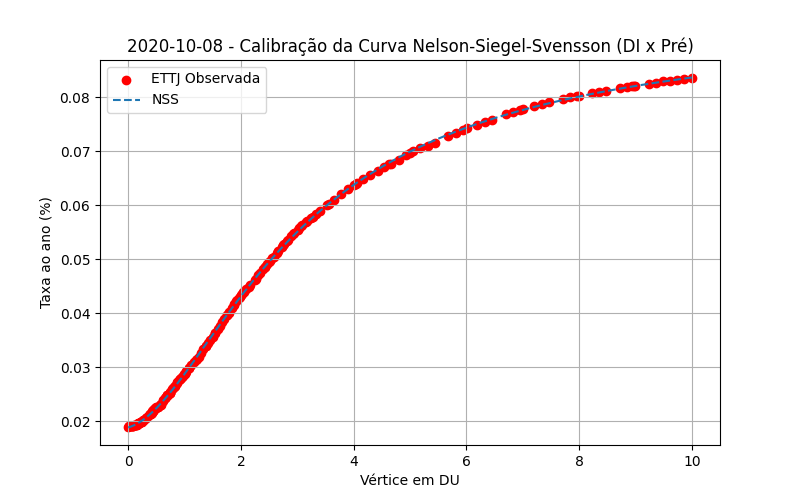 2020-10-08 - Calibração da Curva Nelson-Siegel-Svensson (DI x Pré)
ETTJ Observada
NSS
Taxa ao ano (%)
0.08
0.07
0.06
0.05
0.04
0.03
0.02
0 2 4 6 8 10
Vértice em DU